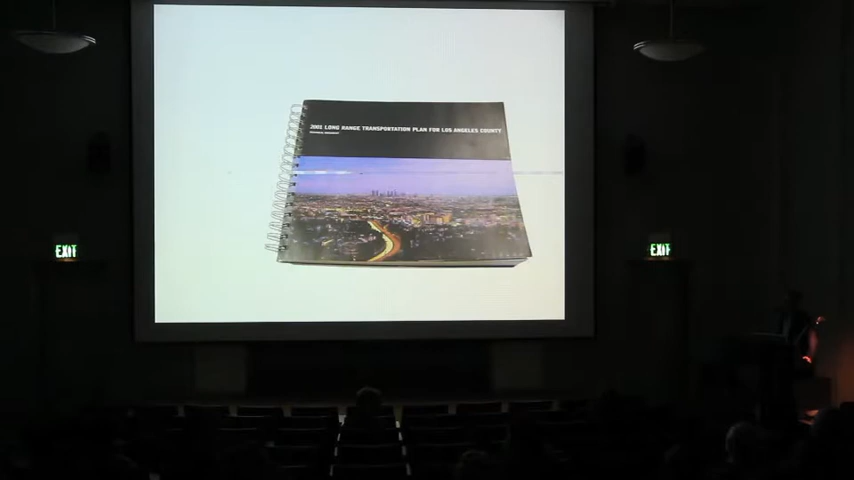 2001 LONG RANGE TRANSPORTATION PLAN FOR LOS ANGELES COUNTY
EXIT
EXIT